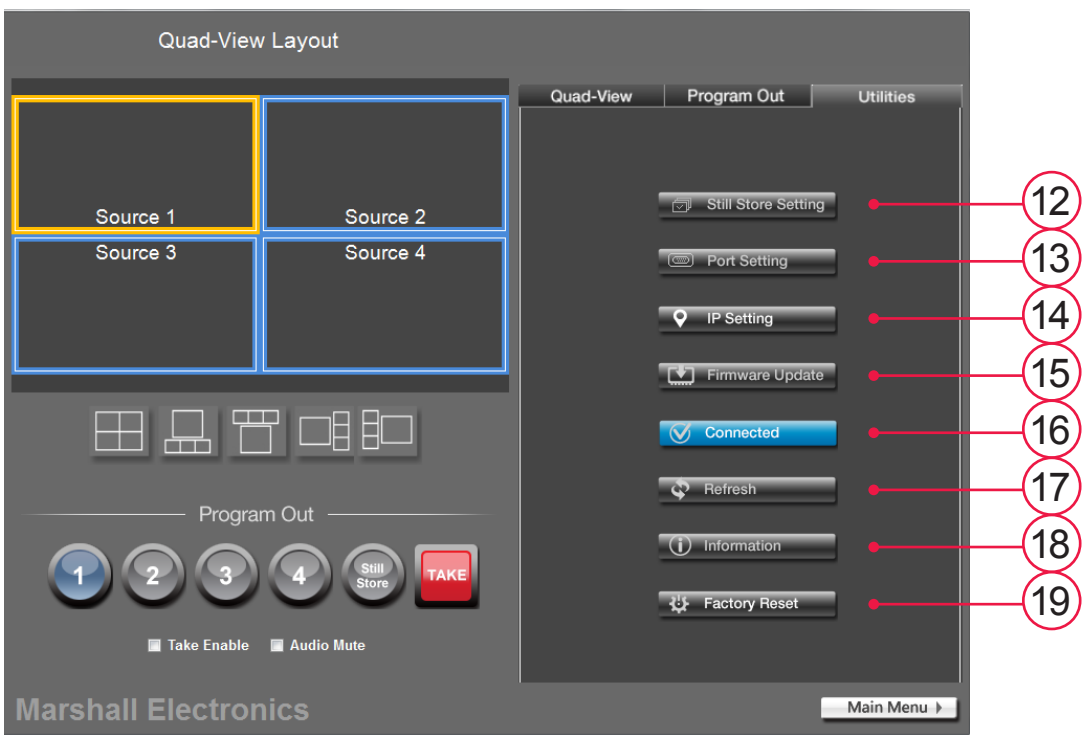 Quad-View Layout
Source 1
Source 2
Source 3
Source 4
Program Out
1
2
3
4
Still
Store
TAKE
Take Enable
Audio Mute
Marshall Electronics
Quad-View
Program Out
Utilities
Still Store Setting
12
Port Setting
13
IP Setting
14
Firmware Update
15
Connected
16
Refresh
17
Information
18
Factory Reset
19
Main Menu